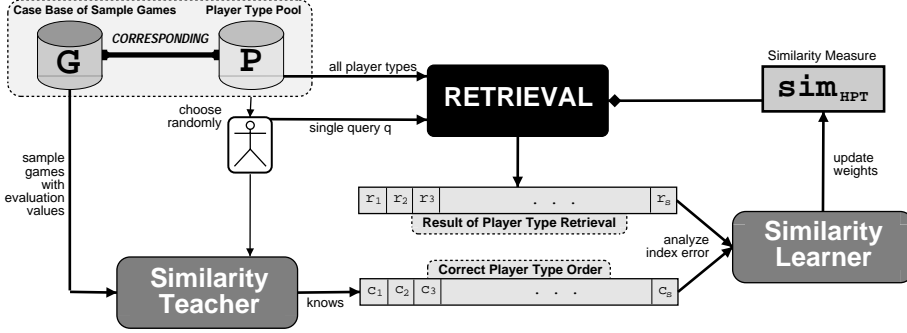 Case Base of Sample Games
Player Type Pool
CORRESPONDING
G
P
all player types
choose
randomly
single query q
RETRIEVAL
Similarity Measure
sim HPT
sample
games
with
evaluation
values
update
weights
r1 r2 r3 . . . rs
Result of Player Type Retrieval
analyze
index error
Similarity
Learner
Similarity
Teacher
knows
Correct Player Type Order
c1 c2 c3 . . . cs